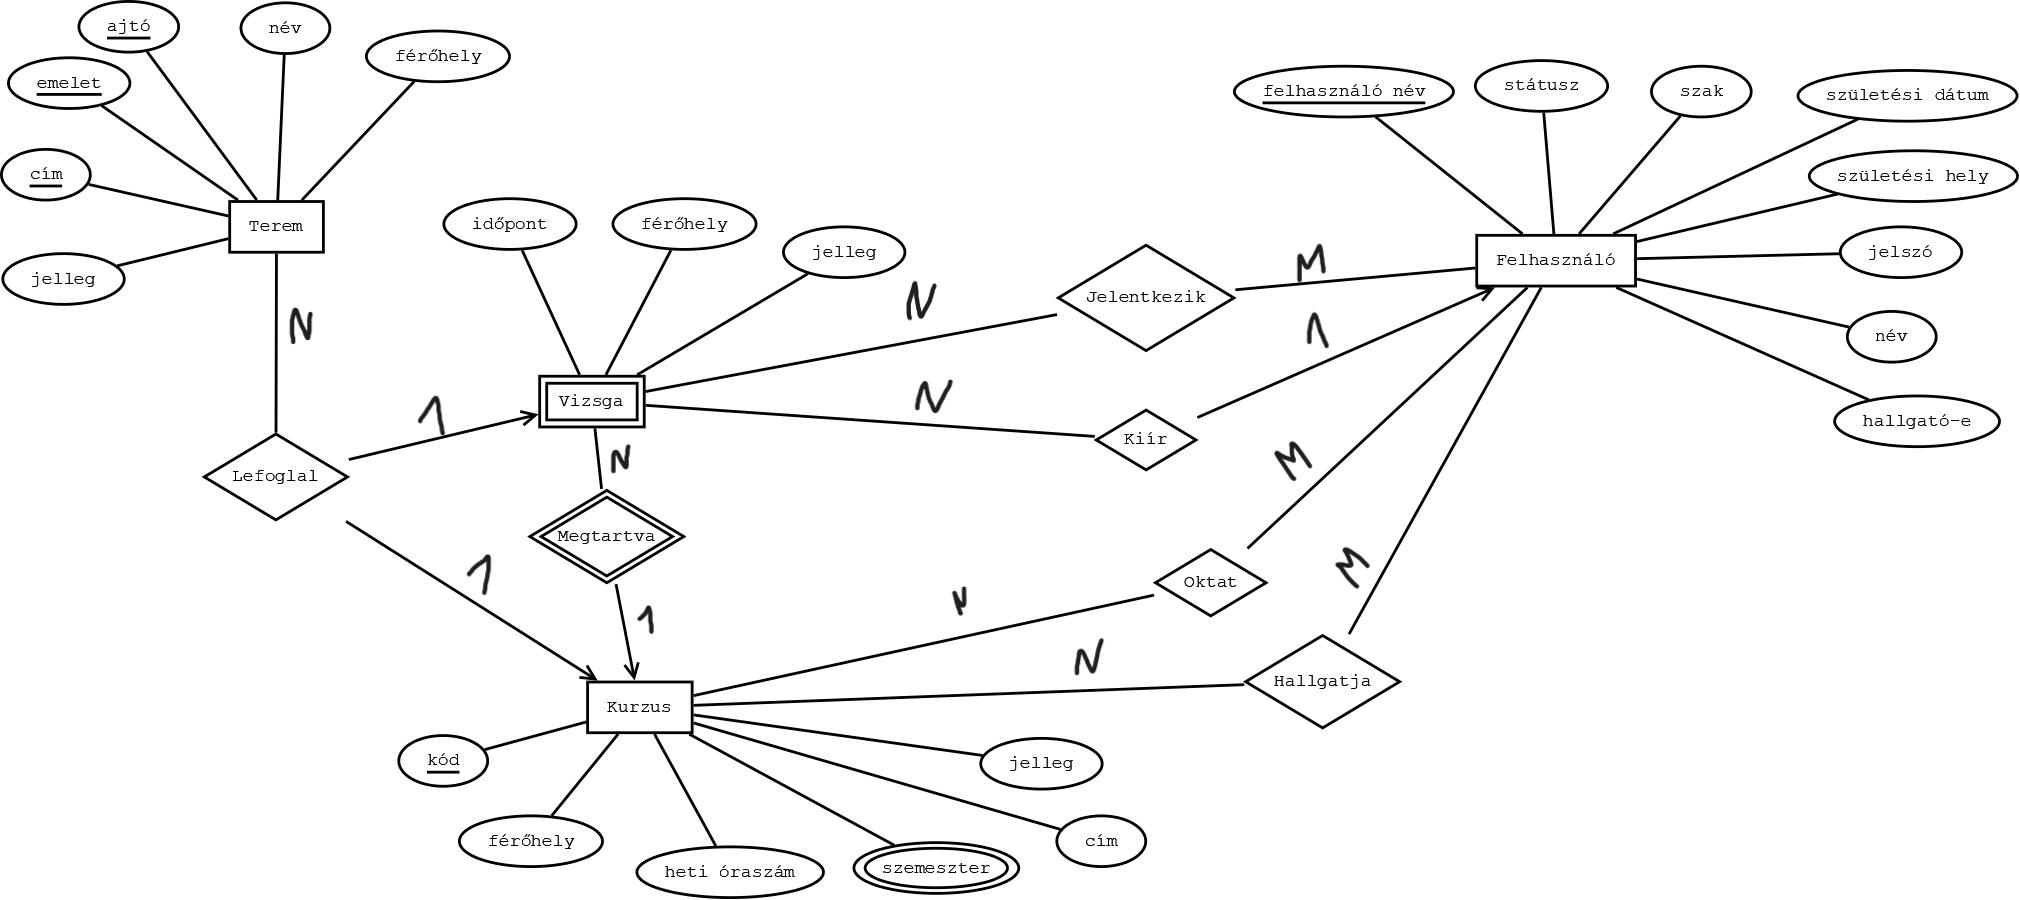 ajtó
név
férőhely
emelet
cím
jelleg
Terem
N
Lefoglal
1
1
időpont
férőhely
jelleg
Vizsga
N
Megtartva
1
N
Jelentkezik
M
N
Kiír
1
felhasználó név
státusz
szak
születési dátum
születési hely
jelszó
név
hallgató-e
Felhasználó
M
Oktat
N
M
Hallgatja
N
Kurzus
kód
férőhely
heti óraszám
szemeszter
cím
jelleg